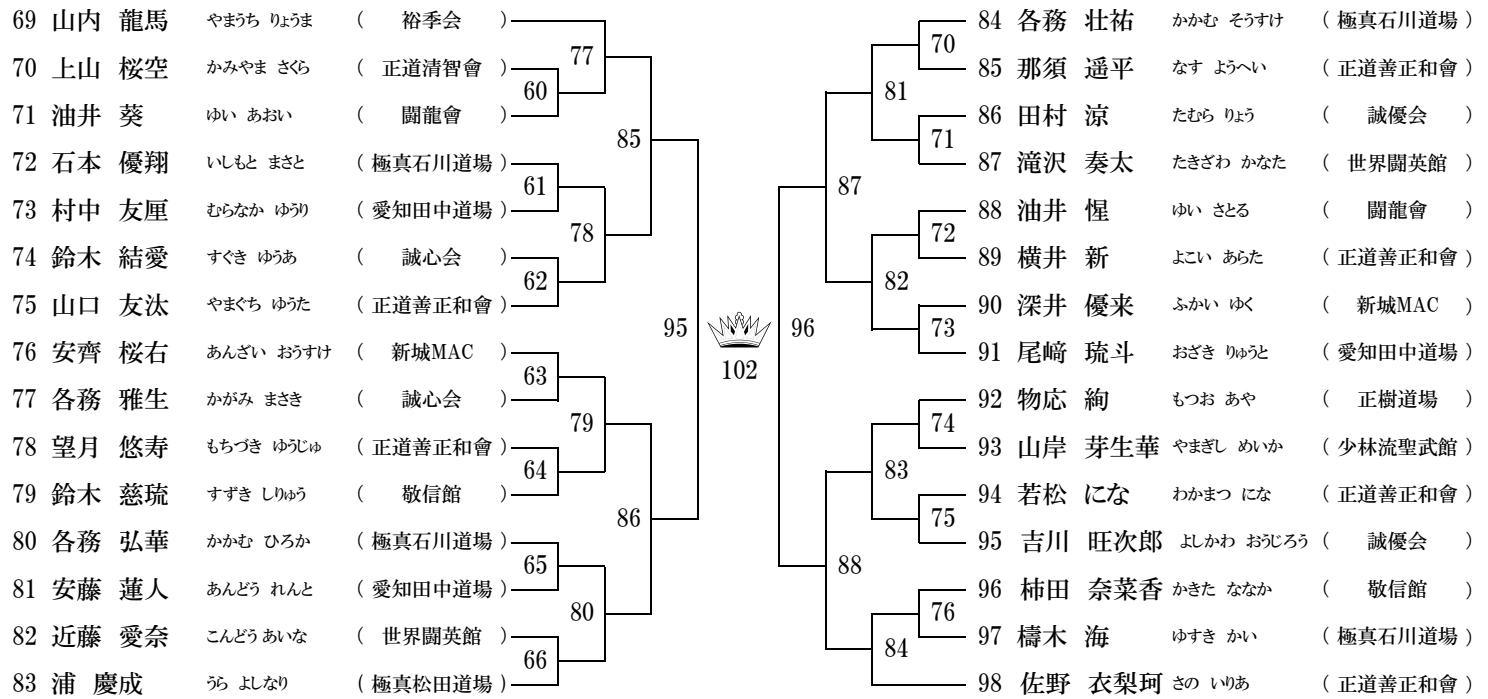 69 山内 龍馬 やまうち りょうま ( 裕季会 )
70 上山 桜空 かみやま さくら ( 正道清智會 )
71 油井 葵 ゆい あおい ( 闘龍會 )
72 石本 優翔 いしもと まさと ( 極真石川道場 )
73 村中 友厘 むらなか ゆうり ( 愛知田中道場 )
74 鈴木 結愛 すぐき ゆうあ ( 誠心会 )
75 山口 友汰 やまぐち ゆうた ( 正道善正和會 )
76 安齊 桜右 あんざい おうすけ ( 新城MAC )
77 各務 雅生 かがみ まさき ( 誠心会 )
78 望月 悠寿 もちづき ゆうじゅ ( 正道善正和會 )
79 鈴木 慈琉 すずき しりゅう ( 敬信館 )
80 各務 弘華 かかむ ひろか ( 極真石川道場 )
81 安藤 蓮人 あんどう れんと ( 愛知田中道場 )
82 近藤 愛奈 こんどう あいな ( 世界闘英館 )
83 浦 慶成 うら よしなり ( 極真松田道場 )
77
60
85
61
78
62
95
63
79
64
86
65
80
66
102
96
70
81
71
87
72
82
73
74
83
75
88
76
84
84 各務 壮祐 かかむ そうすけ ( 極真石川道場 )
85 那須 遥平 なす ようへい ( 正道善正和會 )
86 田村 涼 たむら りょう ( 誠優会 )
87 滝沢 奏太 たきざわ かなた ( 世界闘英館 )
88 油井 惺 ゆい さとる ( 闘龍會 )
89 横井 新 よこい あらた ( 正道善正和會 )
90 深井 優来 ふかい ゆく ( 新城MAC )
91 尾﨑 琉斗 おざき りゅうと ( 愛知田中道場 )
92 物応 絢 もつお あや ( 正樹道場 )
93 山岸 芽生華 やまぎし めいか ( 少林流聖武館 )
94 若松 にな わかまつ にな ( 正道善正和會 )
95 吉川 旺次郎 よしかわ おうじろう ( 誠優会 )
96 柿田 奈菜香 かきた ななか ( 敬信館 )
97 檮木 海 ゆすき かい ( 極真石川道場 )
98 佐野 衣梨珂 さの いりあ ( 正道善正和會 )